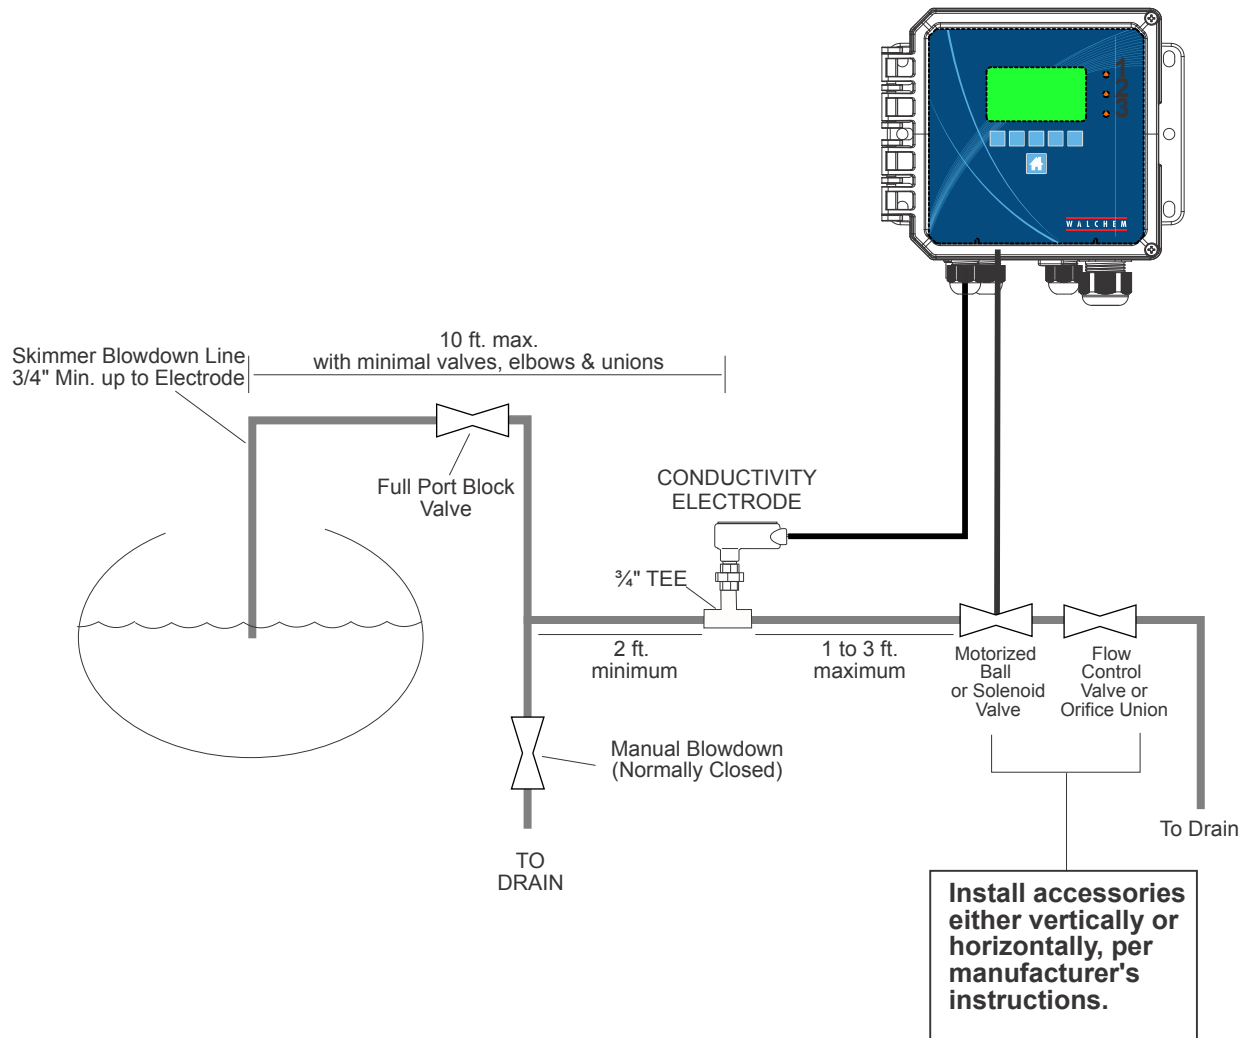 1
2
3
WALCHEM
10 ft. max.
with minimal valves, elbows & unions
Skimmer Blowdown Line
3/4" Min. up to Electrode
Full Port Block
Valve
CONDUCTIVITY
ELECTRODE
¾" TEE
2 ft.
minimum
1 to 3 ft.
maximum
Motorized
Ball
or Solenoid
Valve
Flow
Control
Valve or
Orifice Union
Manual Blowdown
(Normally Closed)
To Drain
TO
DRAIN
Install accessories
either vertically or
horizontally, per
manufacturer's
instructions.